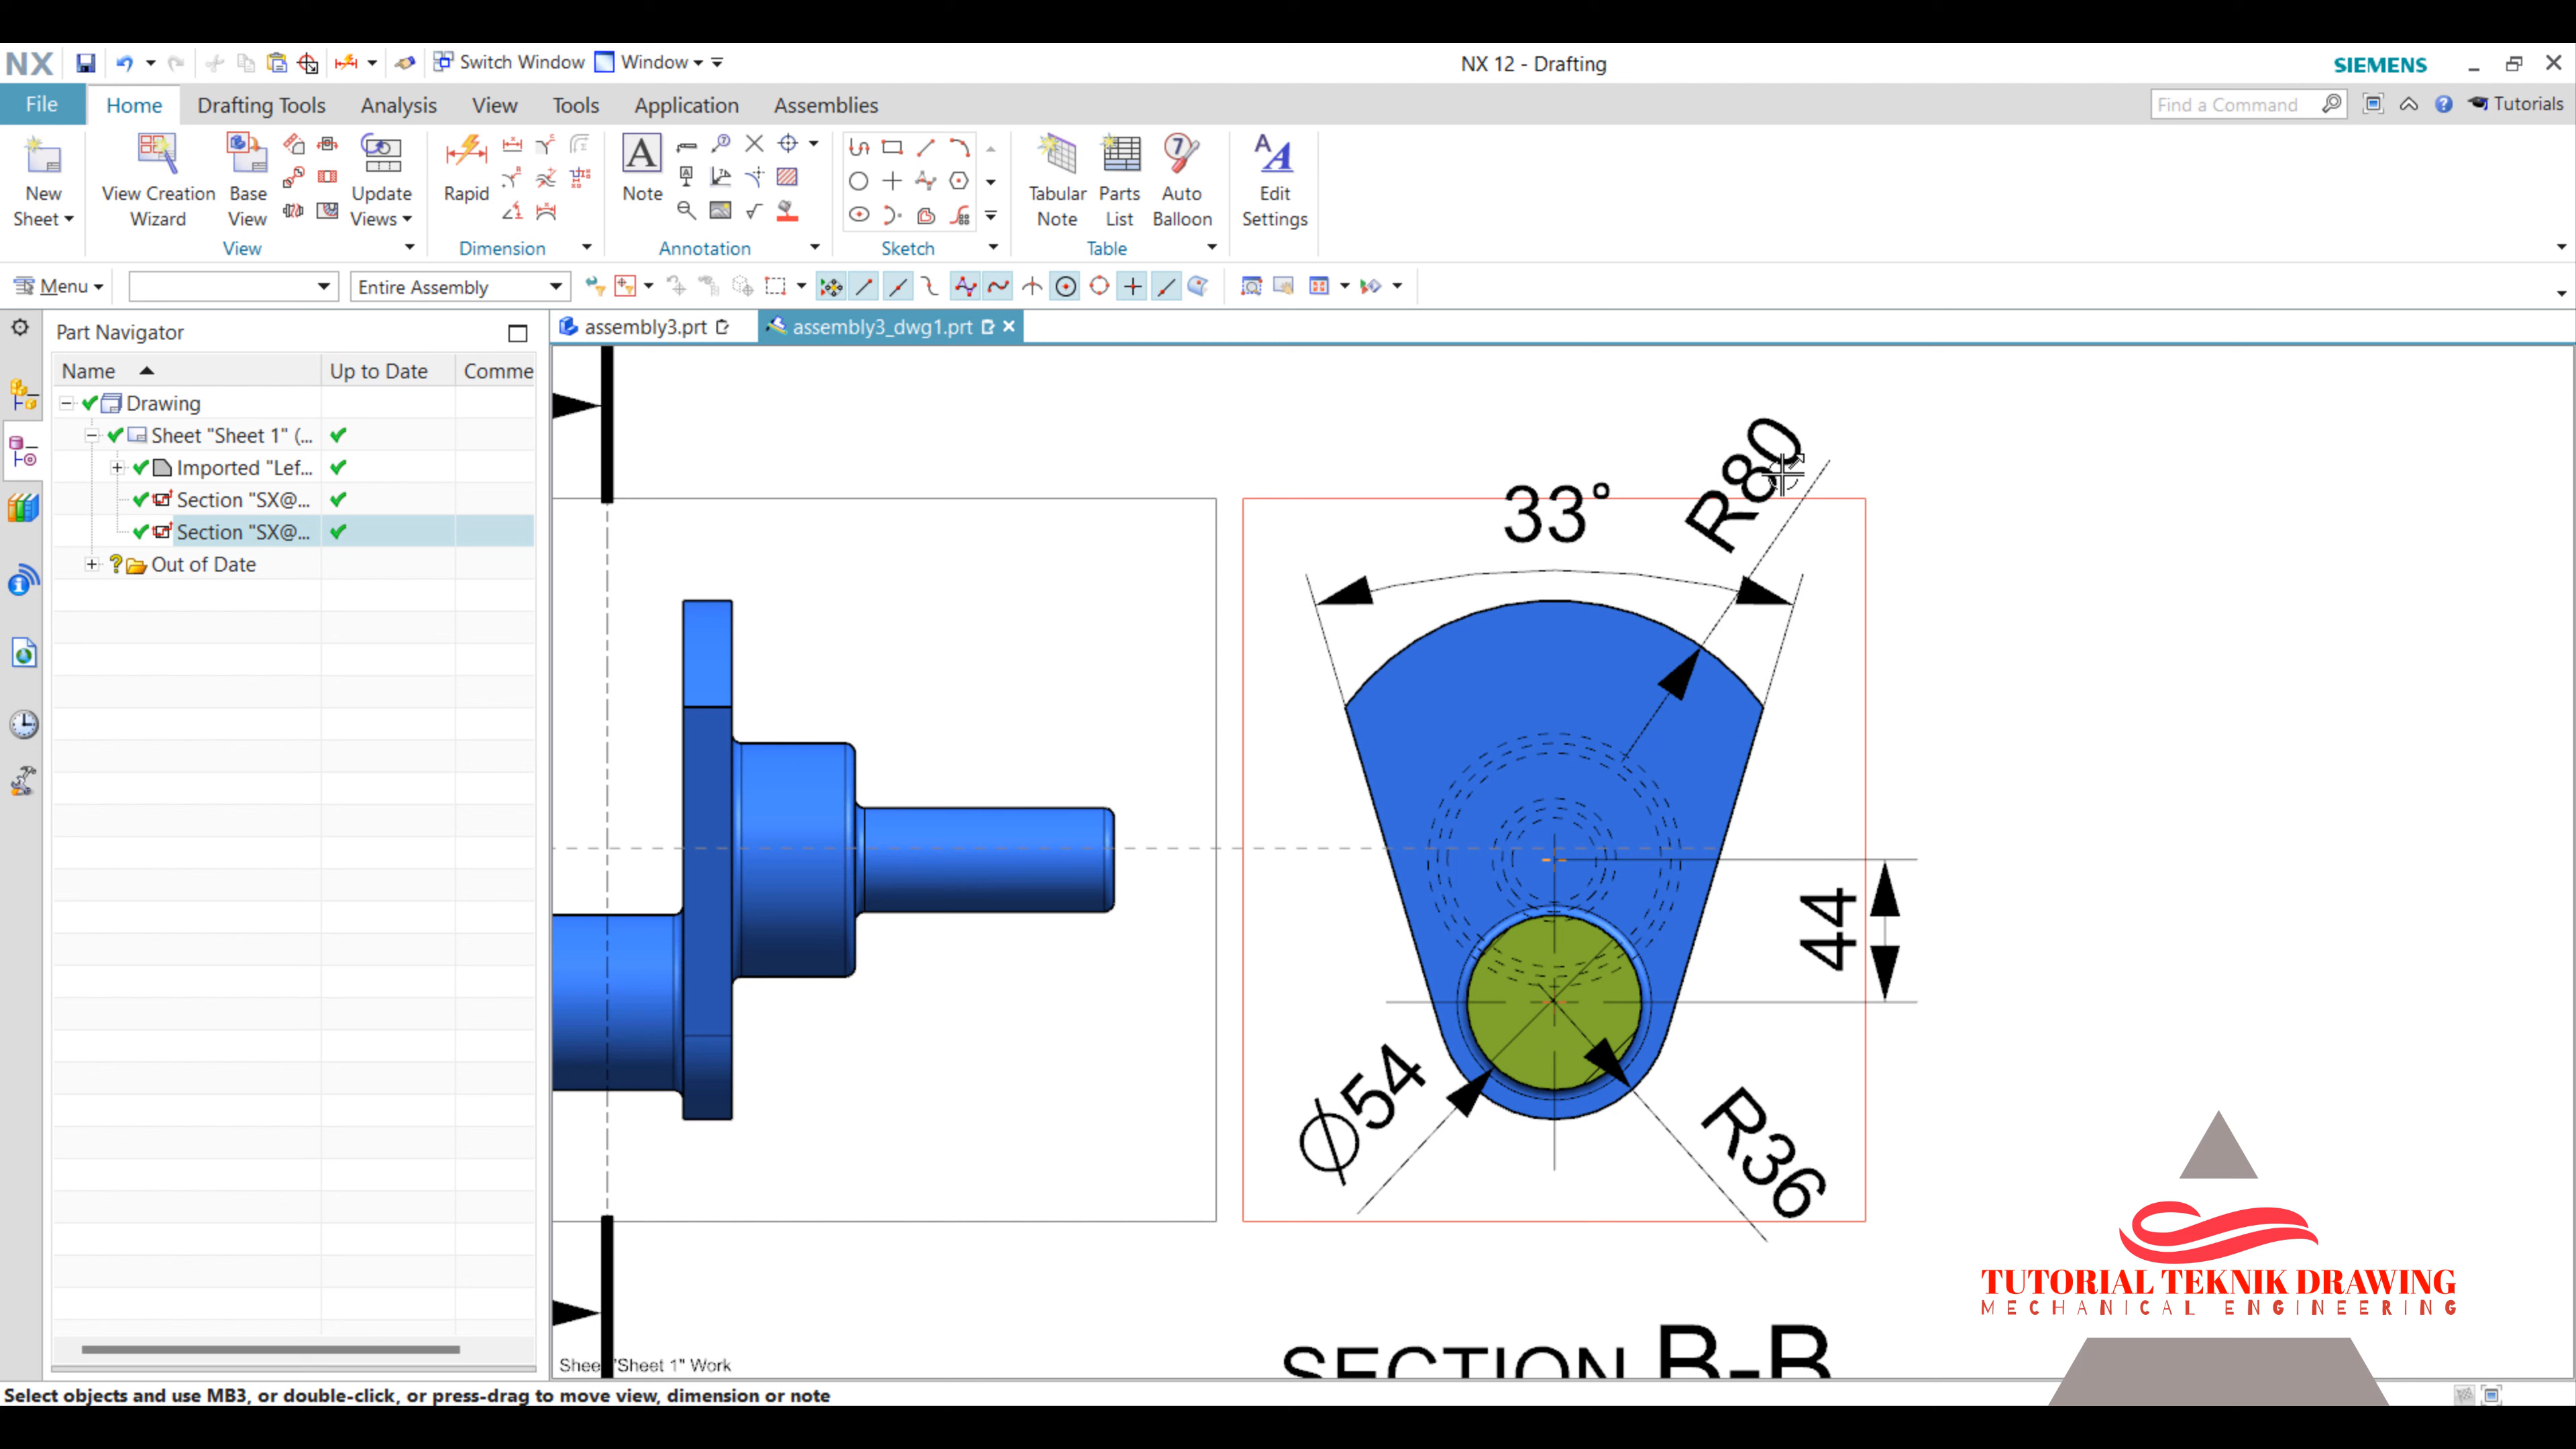 NX Switch Window Window NX 12 - Drafting SIEMENS
File Home Drafting Tools Analysis View Tools Application Assemblies Find a Command Tutorials
New Sheet
View Creation Wizard
Base View
Update Views
Rapid
A
Note
Tabular Note
Parts List
7
Auto Balloon
AA
Edit Settings
View Dimension Annotation Sketch Table
Menu Entire Assembly
Part Navigator
assembly3.prt assembly3_dwg1.prt
Name Up to Date Comme
Drawing
Sheet "Sheet 1" (...
Imported "Lef...
Section "SX@...
Section "SX@...
Out of Date
R80
33°
44
Ø54
R36
SECTION B-B
Sheet "Sheet 1" Work
TUTORIAL TEKNIK DRAWING
MECHANICAL ENGINEERING
Select objects and use MB3, or double-click, or press-drag to move view, dimension or note